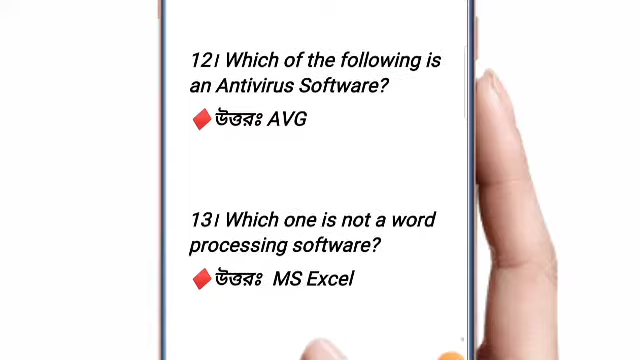 12। Which of the following is
an Antivirus Software?
♦️উত্তরঃ AVG
13। Which one is not a word
processing software?
♦️উত্তরঃ MS Excel